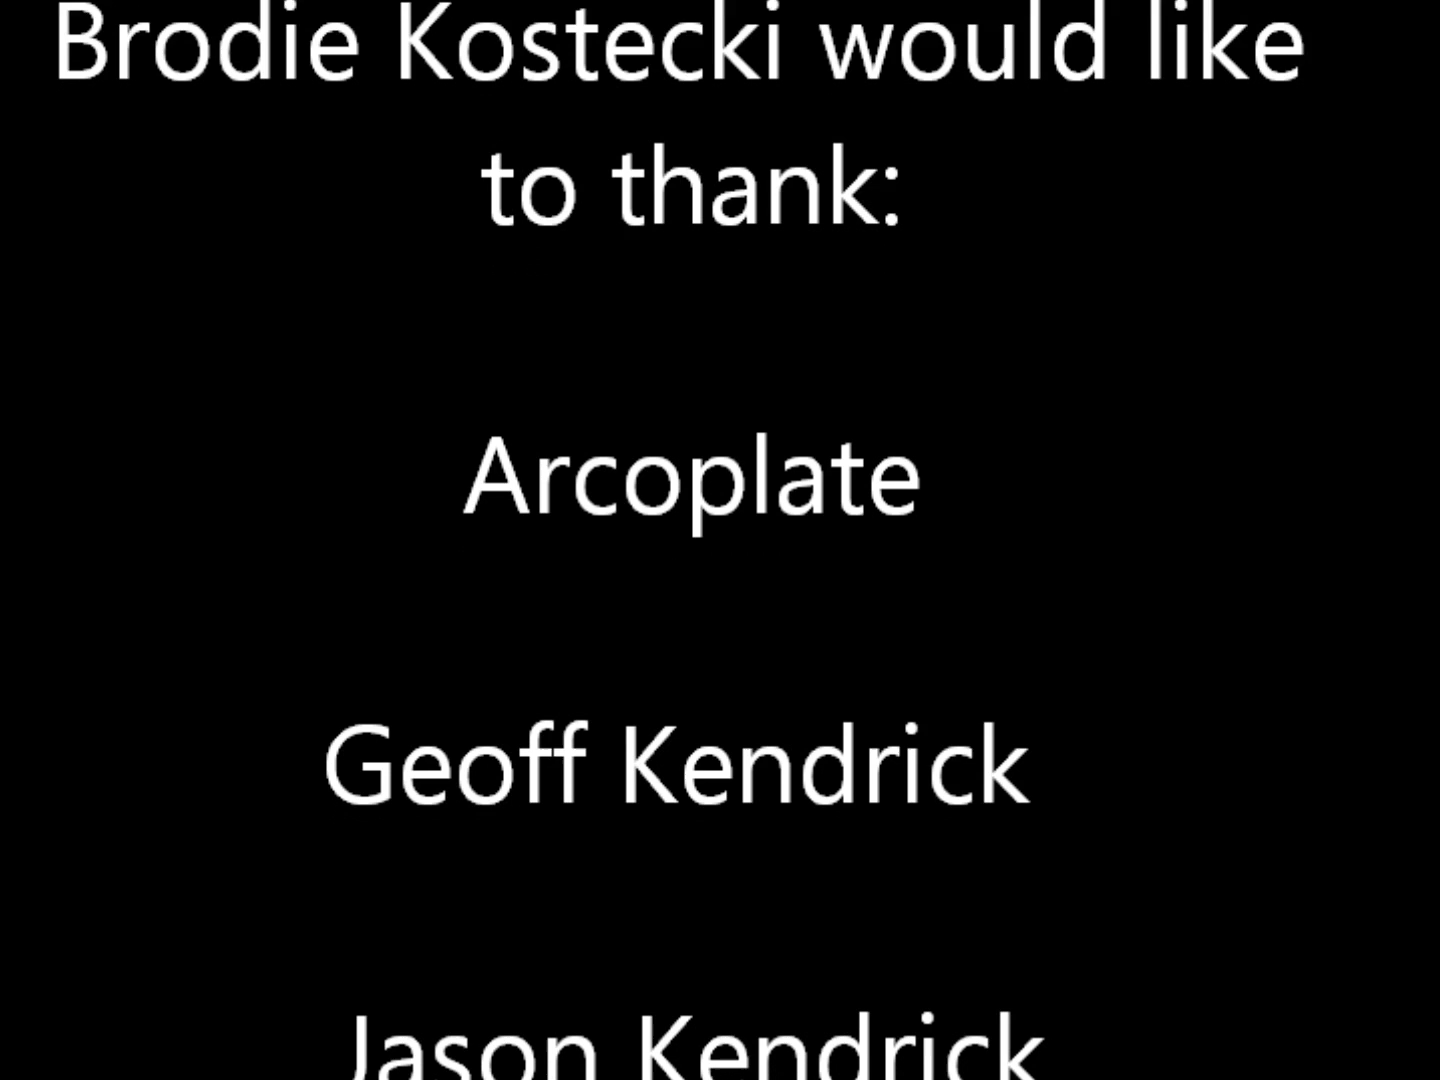 Brodie Kostecki would like
to thank:
Arcoplate
Geoff Kendrick
Jason Kendrick